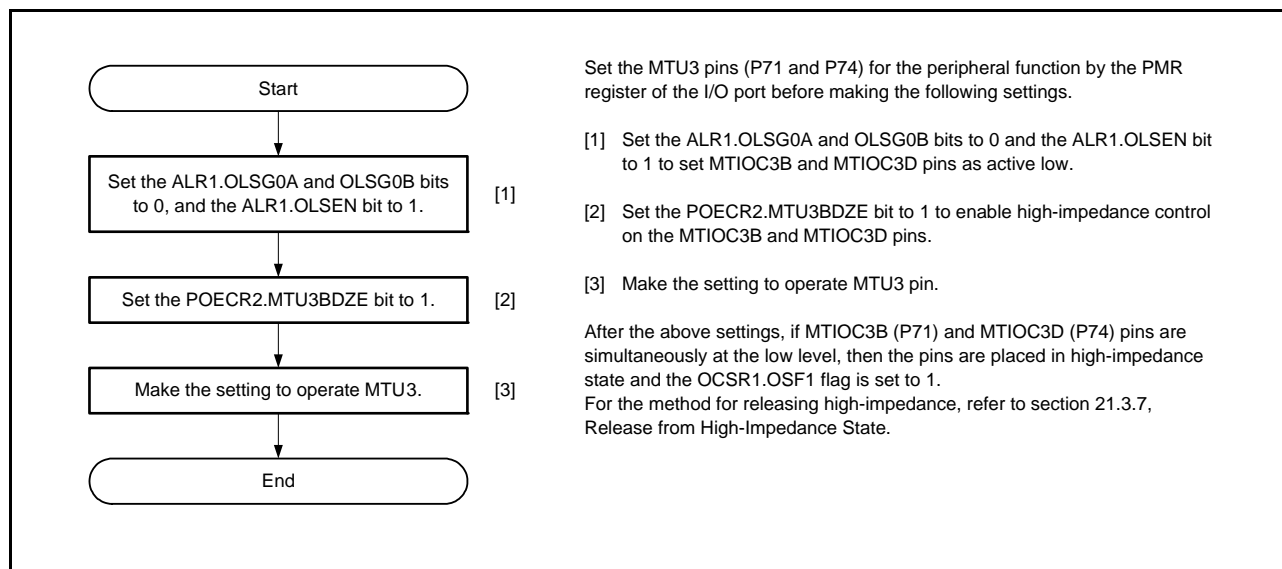 Start
Set the ALR1.OLSG0A and OLSG0B bits
to 0, and the ALR1.OLSEN bit to 1.
[1]
Set the POECR2.MTU3BDZE bit to 1.
[2]
Make the setting to operate MTU3.
[3]
End
Set the MTU3 pins (P71 and P74) for the peripheral function by the PMR
register of the I/O port before making the following settings.
[1] Set the ALR1.OLSG0A and OLSG0B bits to 0 and the ALR1.OLSEN bit
to 1 to set MTIOC3B and MTIOC3D pins as active low.
[2] Set the POECR2.MTU3BDZE bit to 1 to enable high-impedance control
on the MTIOC3B and MTIOC3D pins.
[3] Make the setting to operate MTU3 pin.
After the above settings, if MTIOC3B (P71) and MTIOC3D (P74) pins are
simultaneously at the low level, then the pins are placed in high-impedance
state and the OCSR1.OSF1 flag is set to 1.
For the method for releasing high-impedance, refer to section 21.3.7,
Release from High-Impedance State.